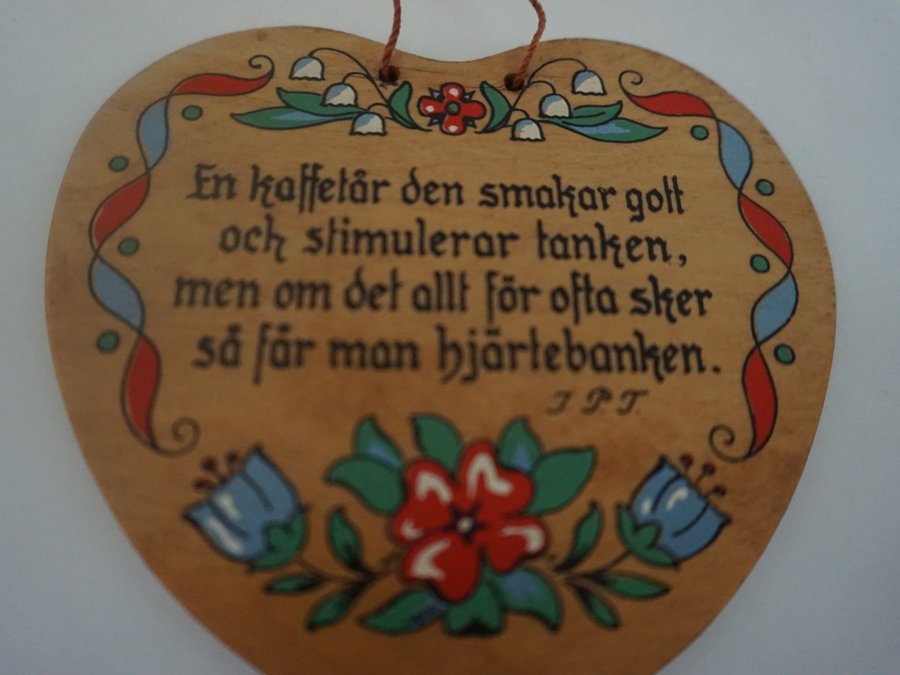 En kaffetår den smakar gott
och stimulerar tanken,
men om det allt för ofta sker
så får man hjärtebanken.
I P T.